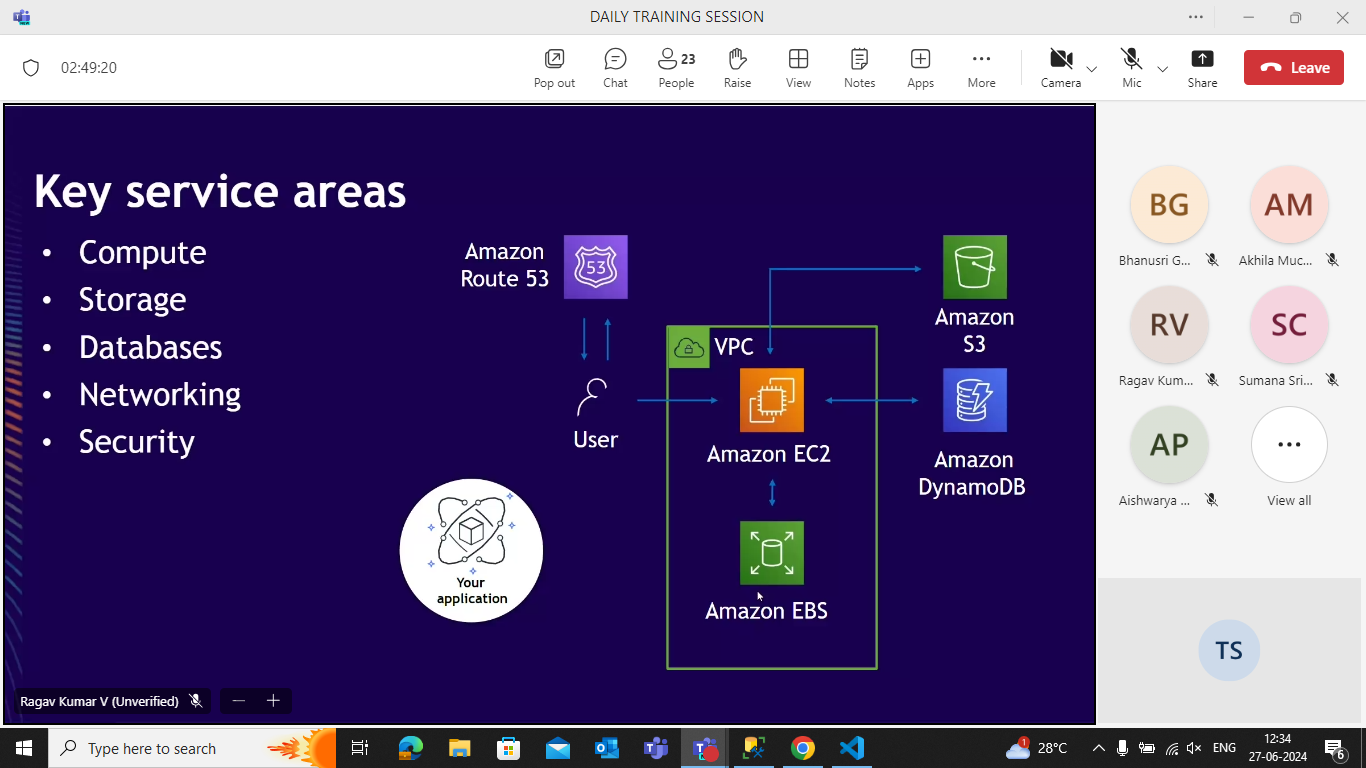 DAILY TRAINING SESSION
02:49:20
Pop out
Chat
23
People
Raise
View
Notes
Apps
More
Camera
Mic
Share
Leave
Key service areas
• Compute
• Storage
• Databases
• Networking
• Security
Amazon
Route 53
53
User
Your
application
VPC
Amazon EC2
Amazon EBS
Amazon
S3
Amazon
DynamoDB
Ragav Kumar V (Unverified)
BG
Bhanusri G...
AM
Akhila Muc...
RV
Ragav Kum...
SC
Sumana Sri...
AP
Aishwarya ...
View all
TS
Type here to search
1
28°C
ENG
12:34
27-06-2024
6